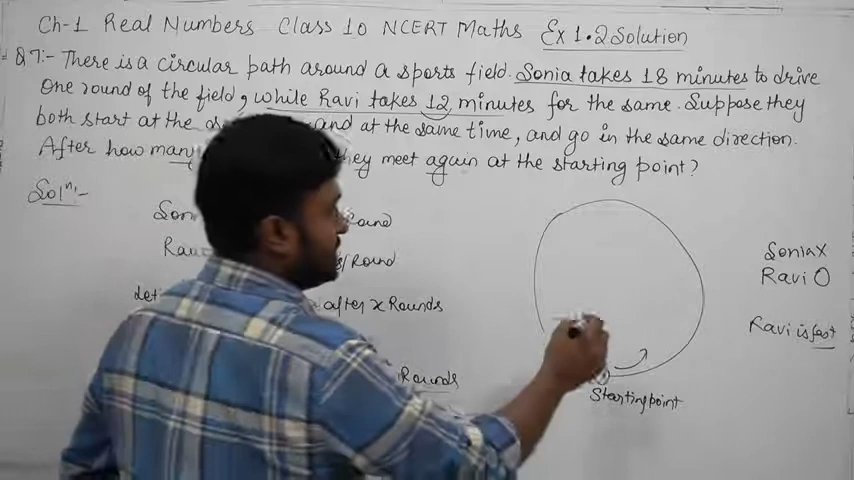 Ch-1 Real Numbers Class 10 NCERT Maths Ex 1.2 Solution
Q7:- There is a circular path around a sports field. Sonia takes 18 minutes to drive
One round of the field, while Ravi takes 12 minutes for the same. Suppose they
both start at the and at the same time, and go in the same direction.
After how many they meet again at the starting point?
Soln:-
Round
/Round
after x Rounds
Rounds
Sonia X
Ravi O
Ravi is fast
Starting point